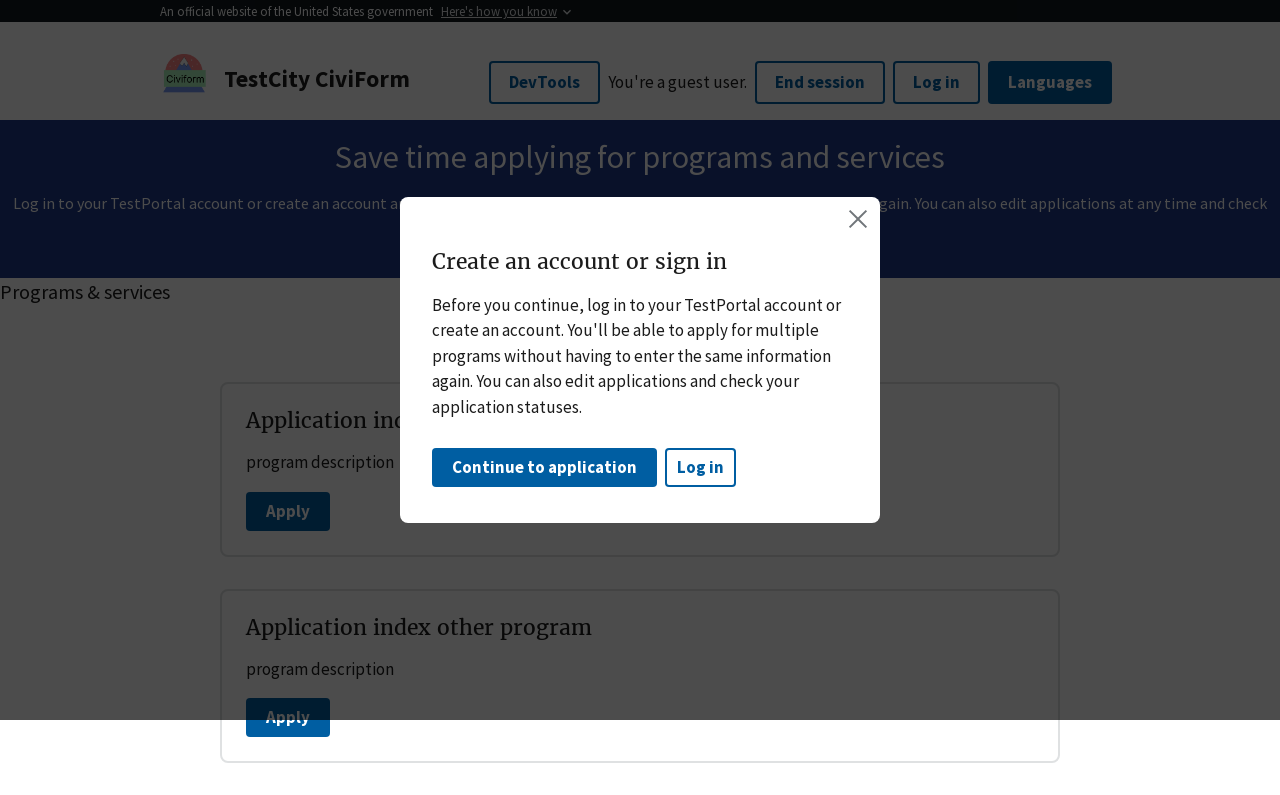 An official website of the United States government Here's how you know
Civiform
TestCity CiviForm
DevTools
You're a guest user.
End session
Log in
Languages
Save time applying for programs and services
Log in to your TestPortal account or create an account a
gain. You can also edit applications at any time and check
Programs & services
Create an account or sign in
Before you continue, log in to your TestPortal account or
create an account. You'll be able to apply for multiple
programs without having to enter the same information
again. You can also edit applications and check your
application statuses.
Continue to application
Log in
Application ind
program description
Apply
Application index other program
program description
Apply